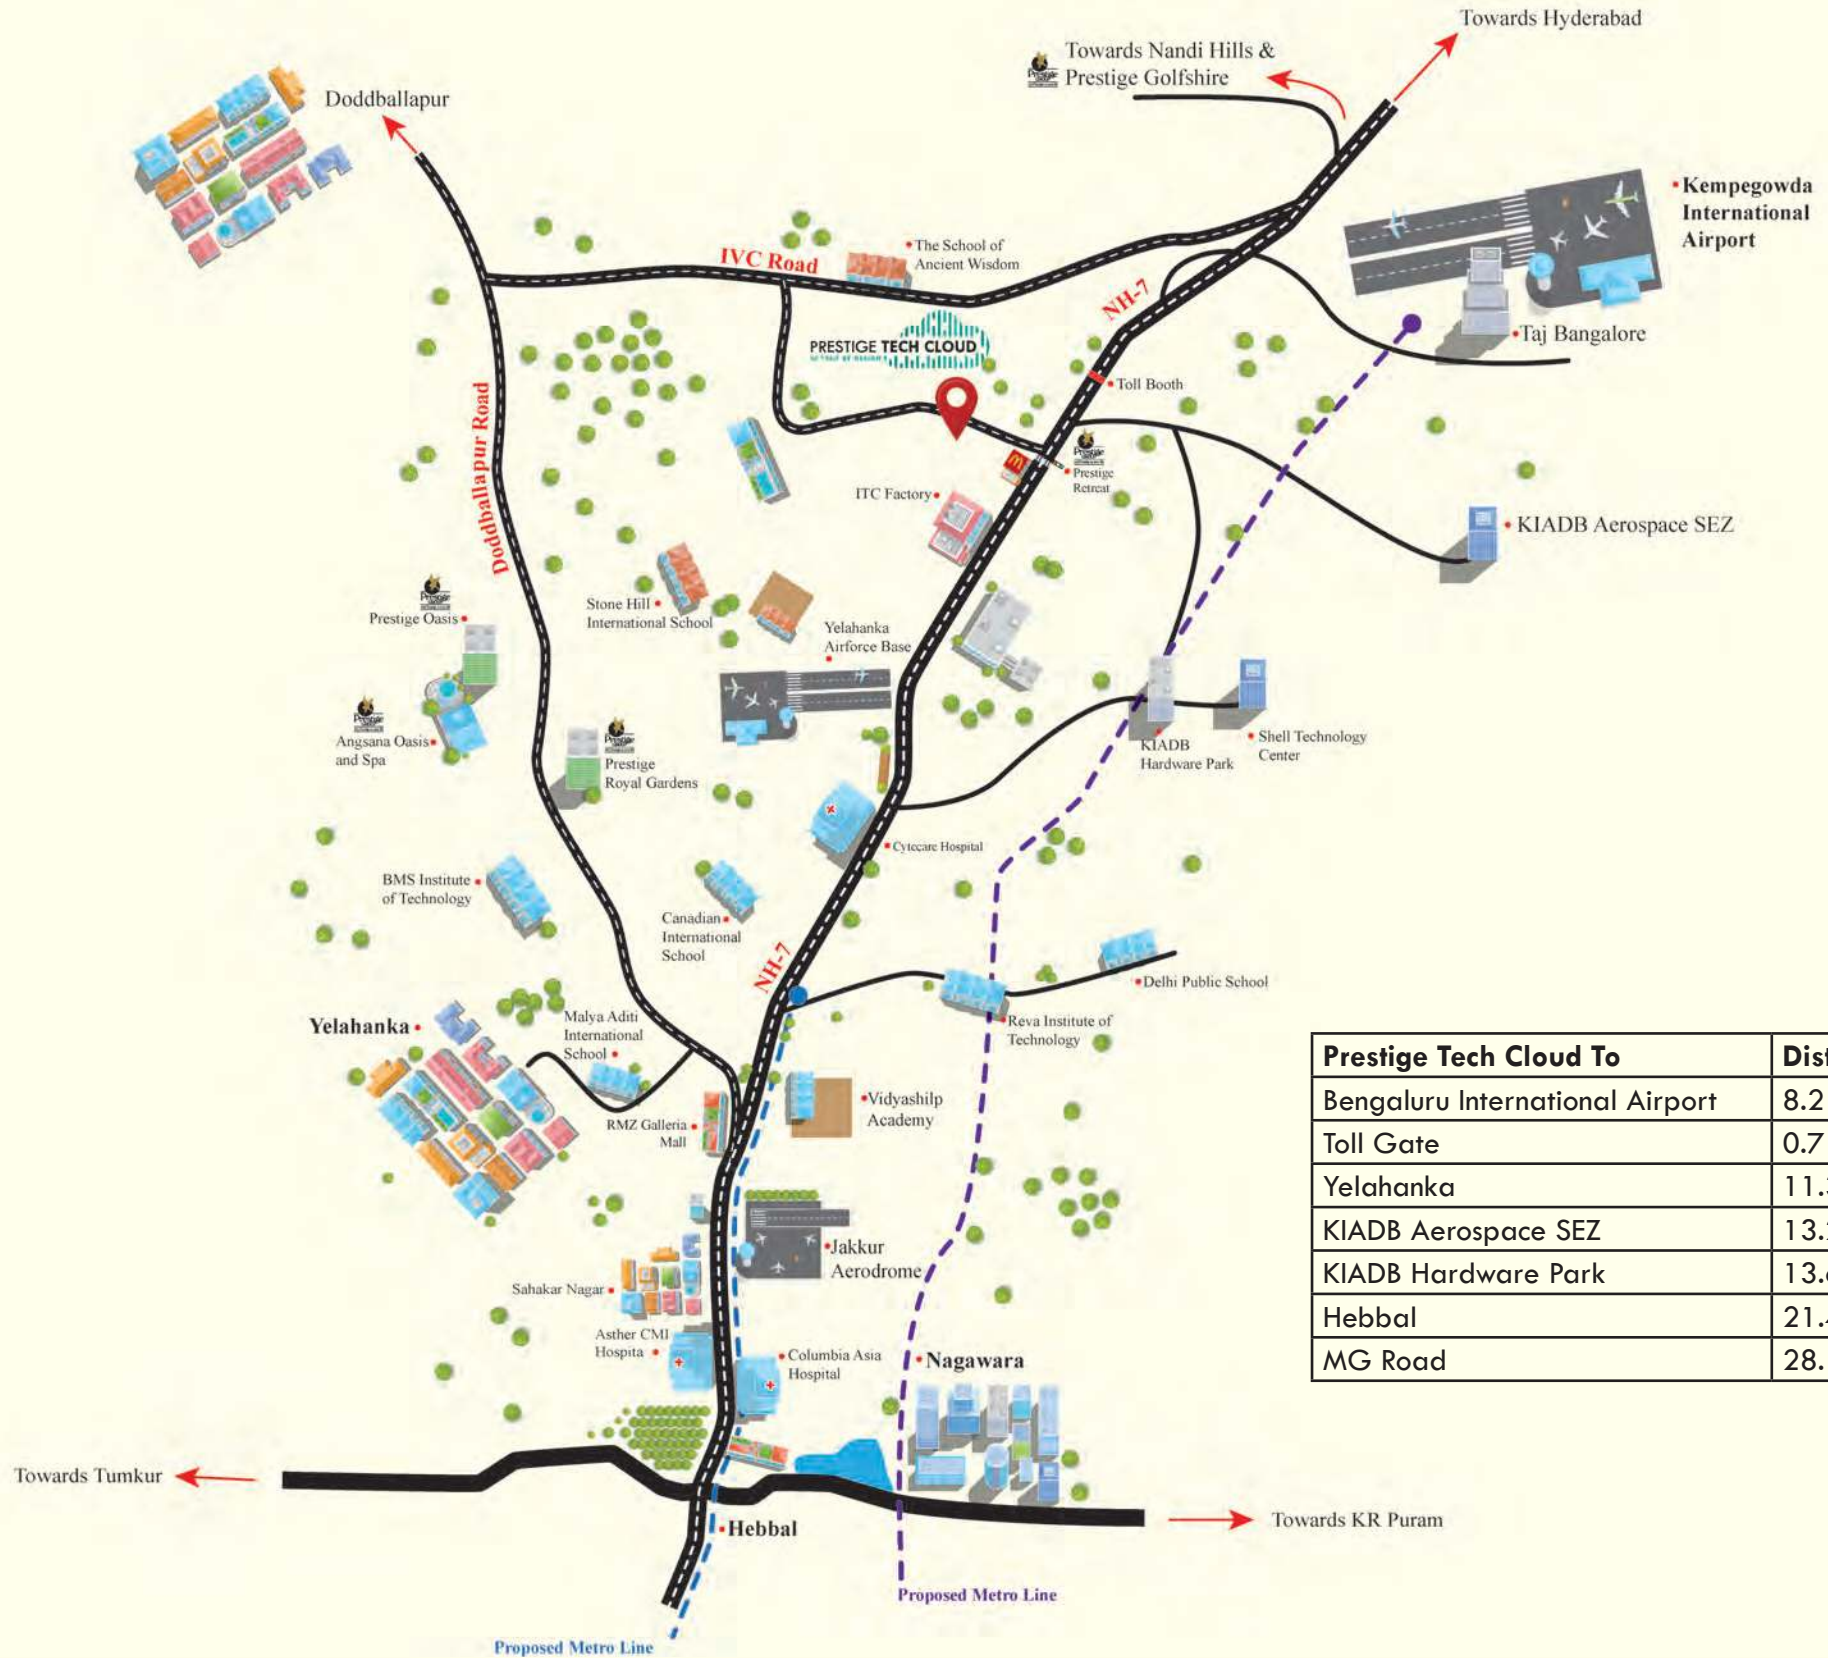 Towards Hyderabad
Towards Nandi Hills &
Prestige Golfshire
Doddballapur
Kempegowda
International
Airport
The School of
Ancient Wisdom
IVC Road
NH-7
PRESTIGE TECH CLOUD
Taj Bangalore
Toll Booth
Doddballapur Road
Prestige
Retreat
ITC Factory
KIADB Aerospace SEZ
Stone Hill
International School
Prestige Oasis
Yelahanka
Airforce Base
Angsana Oasis
and Spa
Prestige
Royal Gardens
KIADB
Hardware Park
Shell Technology
Center
Cytecare Hospital
BMS Institute
of Technology
Canadian
International
School
NH-7
Delhi Public School
Reva Institute of
Technology
Yelahanka
Malya Aditi
International
School
Vidyashilp
Academy
RMZ Galleria
Mall
Prestige Tech Cloud To Dist
Bengaluru International Airport 8.2
Toll Gate 0.7
Yelahanka 11.
KIADB Aerospace SEZ 13.
KIADB Hardware Park 13.
Hebbal 21.
MG Road 28.
Jakkur
Aerodrome
Sahakar Nagar
Asther CMI
Hospita
Columbia Asia
Hospital
Nagawara
Towards Tumkur
Towards KR Puram
Hebbal
Proposed Metro Line
Proposed Metro Line